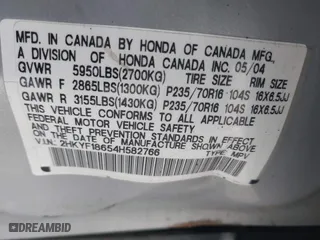 MFD. IN CANADA BY HONDA OF CANADA MFG.,
A DIVISION OF HONDA CANADA INC. 05/04
GVWR 5950LBS(2700KG) TIRE SIZE RIM SIZE
GAWR F 2865LBS(1300KG) P235/70R16 104S 16X6.5JJ
GAWR R 3155LBS(1430KG) P235/70R16 104S 16X6.5JJ
THIS VEHICLE CONFORMS TO ALL APPLICABLE
FEDERAL MOTOR VEHICLE SAFETY STANDARDS IN EFFECT
ON THE DATE OF MANUFACTURE SHOWN ABOVE.
V.I.N. 2HKYF18654H582766 TYPE: MPV
DREAMBID